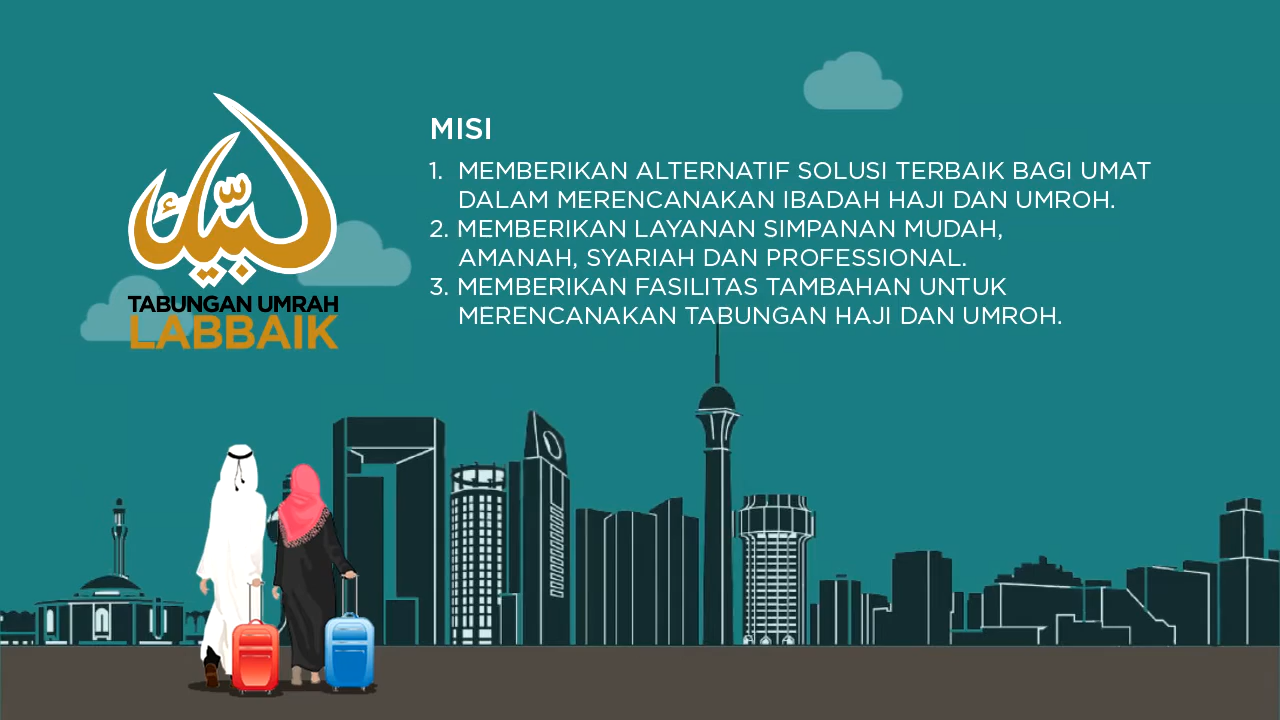 لبيك
TABUNGAN UMRAH
LABBAIK
MISI
1. MEMBERIKAN ALTERNATIF SOLUSI TERBAIK BAGI UMAT
DALAM MERENCANAKAN IBADAH HAJI DAN UMROH.
2. MEMBERIKAN LAYANAN SIMPANAN MUDAH,
AMANAH, SYARIAH DAN PROFESSIONAL.
3. MEMBERIKAN FASILITAS TAMBAHAN UNTUK
MERENCANAKAN TABUNGAN HAJI DAN UMROH.